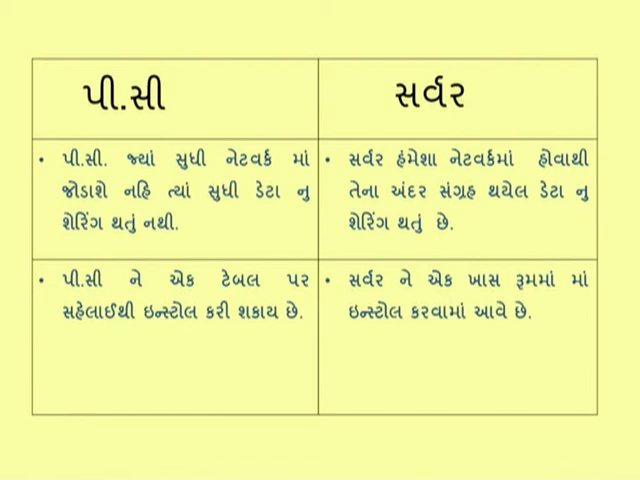 પી.સી
સર્વર
• પી.સી. જ્યાં સુધી નેટવર્ક માં
જોડાશે નહિ ત્યાં સુધી ડેટા નુ
શેરિંગ થતું નથી.
• સર્વર હંમેશા નેટવર્કમાં હોવાથી
તેના અંદર સંગ્રહ થયેલ ડેટા નુ
શેરિંગ થતું છે.
• પી.સી ને એક ટેબલ પર
સહેલાઈથી ઇન્સ્ટોલ કરી શકાય છે.
• સર્વર ને એક ખાસ રૂમમાં માં
ઇન્સ્ટોલ કરવામાં આવે છે.